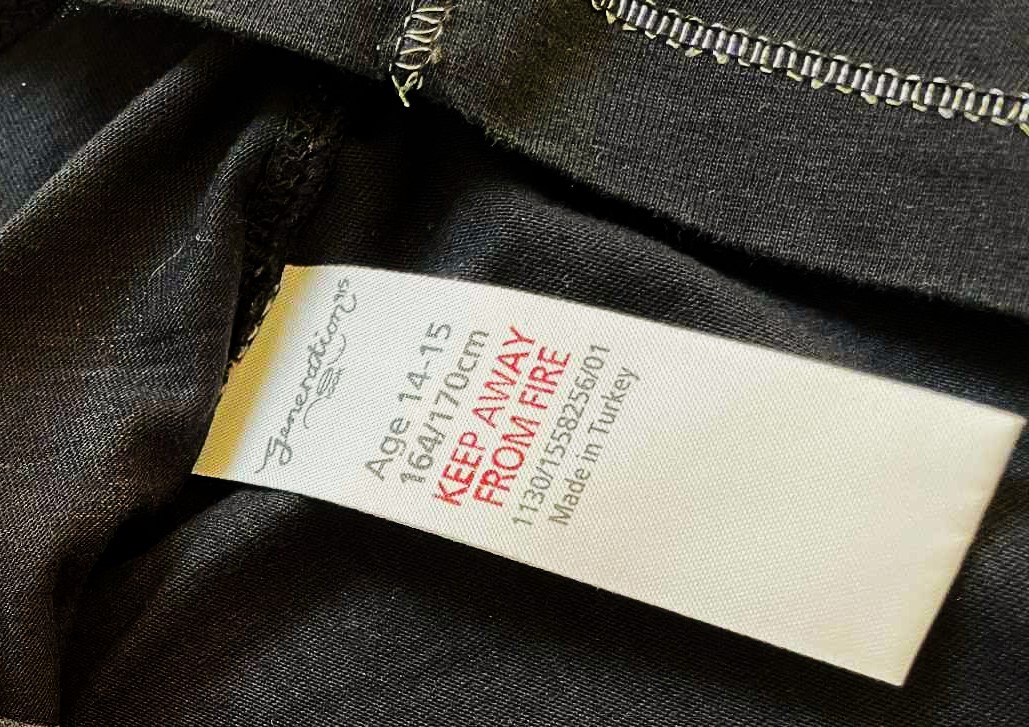 generation
Age 14-15
164/170cm
KEEP AWAY
FROM FIRE
1130/1558256/01
Made in Turkey